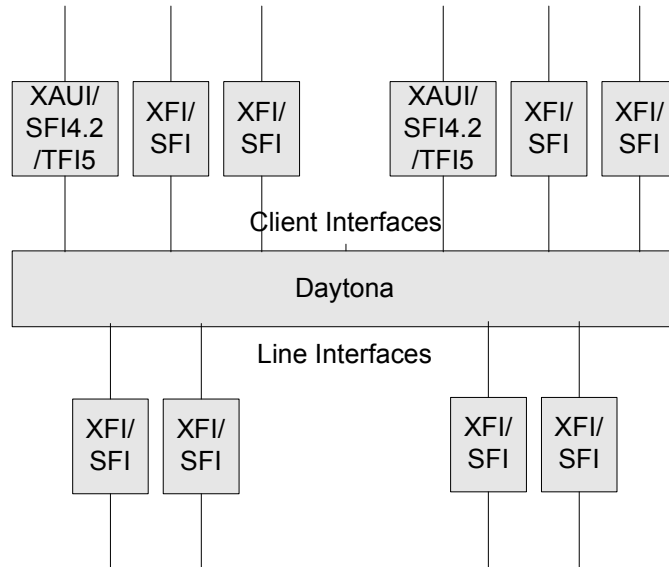 XAUI/
SFI4.2
/TFI5
XFI/
SFI
XFI/
SFI
XAUI/
SFI4.2
/TFI5
XFI/
SFI
XFI/
SFI
Client Interfaces
Daytona
Line Interfaces
XFI/
SFI
XFI/
SFI
XFI/
SFI
XFI/
SFI